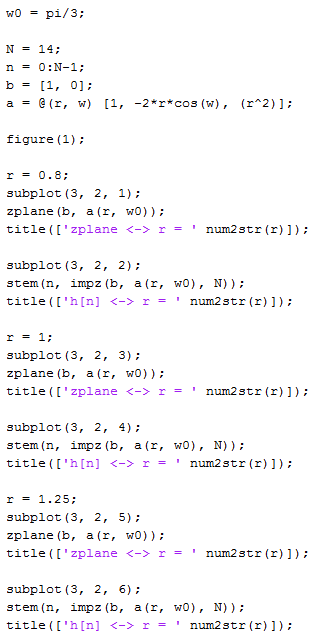 w0 = pi/3;
N = 14;
n = 0:N-1;
b = [1, 0];
a = @(r, w) [1, -2*r*cos(w), (r^2)];
figure(1);
r = 0.8;
subplot(3, 2, 1);
zplane(b, a(r, w0));
title(['zplane <-> r = ' num2str(r)]);
subplot(3, 2, 2);
stem(n, impz(b, a(r, w0), N));
title(['h[n] <-> r = ' num2str(r)]);
r = 1;
subplot(3, 2, 3);
zplane(b, a(r, w0));
title(['zplane <-> r = ' num2str(r)]);
subplot(3, 2, 4);
stem(n, impz(b, a(r, w0), N));
title(['h[n] <-> r = ' num2str(r)]);
r = 1.25;
subplot(3, 2, 5);
zplane(b, a(r, w0));
title(['zplane <-> r = ' num2str(r)]);
subplot(3, 2, 6);
stem(n, impz(b, a(r, w0), N));
title(['h[n] <-> r = ' num2str(r)]);